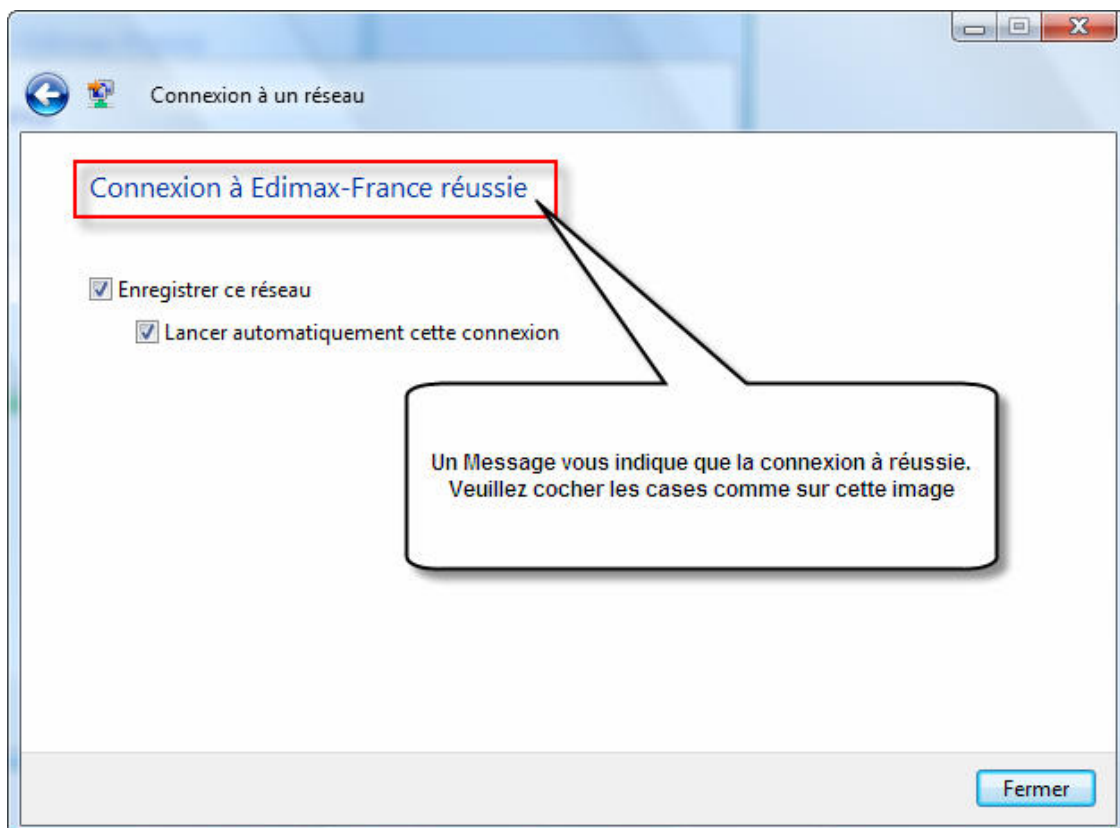 Connexion à un réseau
Connexion à Edimax-France réussie
Enregistrer ce réseau
Lancer automatiquement cette connexion
Un Message vous indique que la connexion à réussie.
Veuillez cocher les cases comme sur cette image
Fermer